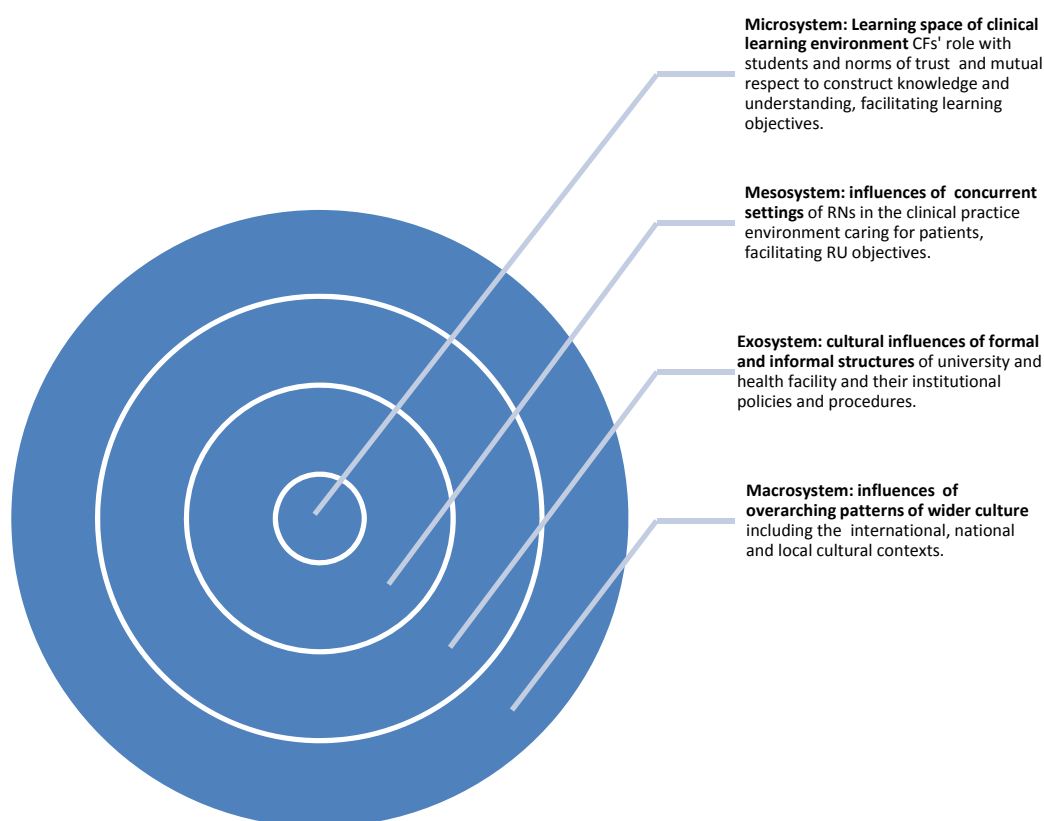 Microsystem: Learning space of clinical
learning environment CFs' role with
students and norms of trust and mutual
respect to construct knowledge and
understanding, facilitating learning
objectives.
Mesosystem: influences of concurrent
settings of RNs in the clinical practice
environment caring for patients,
facilitating RU objectives.
Exosystem: cultural influences of formal
and informal structures of university and
health facility and their institutional
policies and procedures.
Macrosystem: influences of
overarching patterns of wider culture
including the international, national
and local cultural contexts.